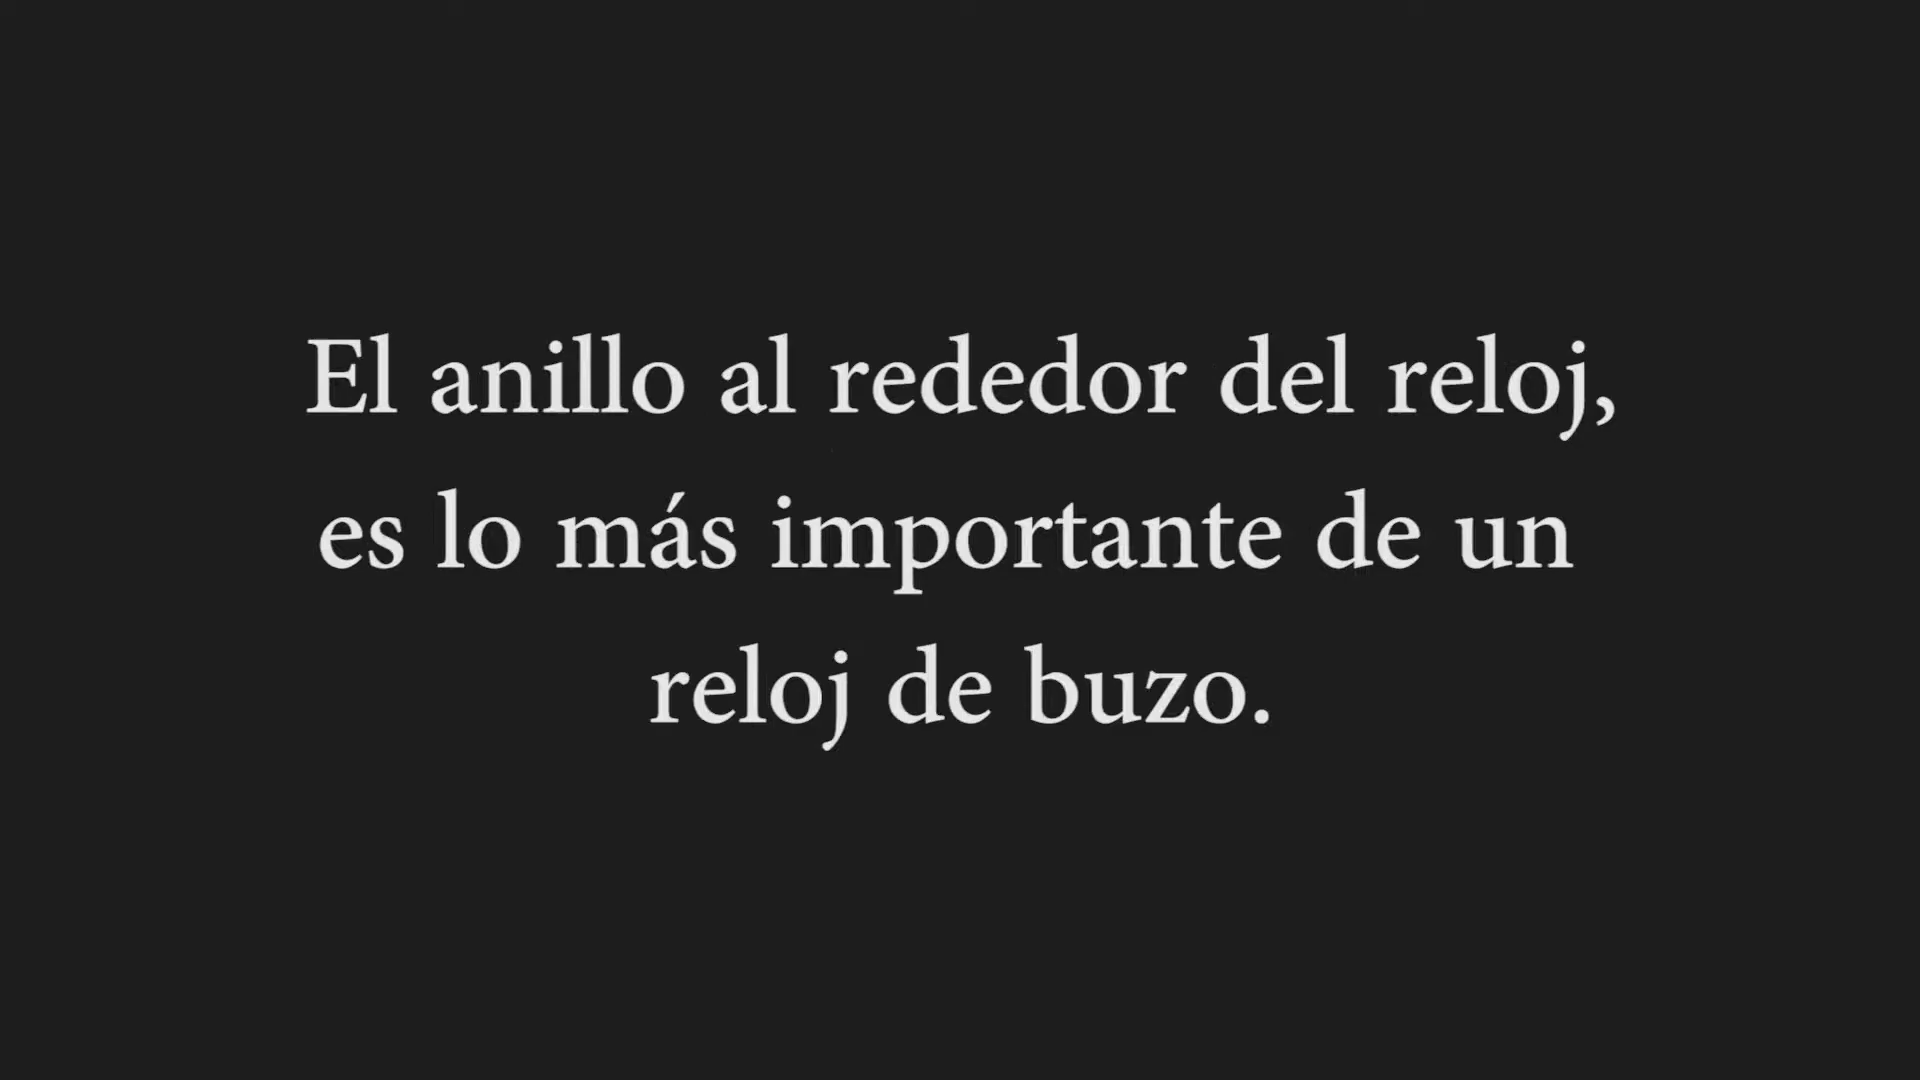 El anillo al rededor del reloj,
es lo más importante de un
reloj de buzo.